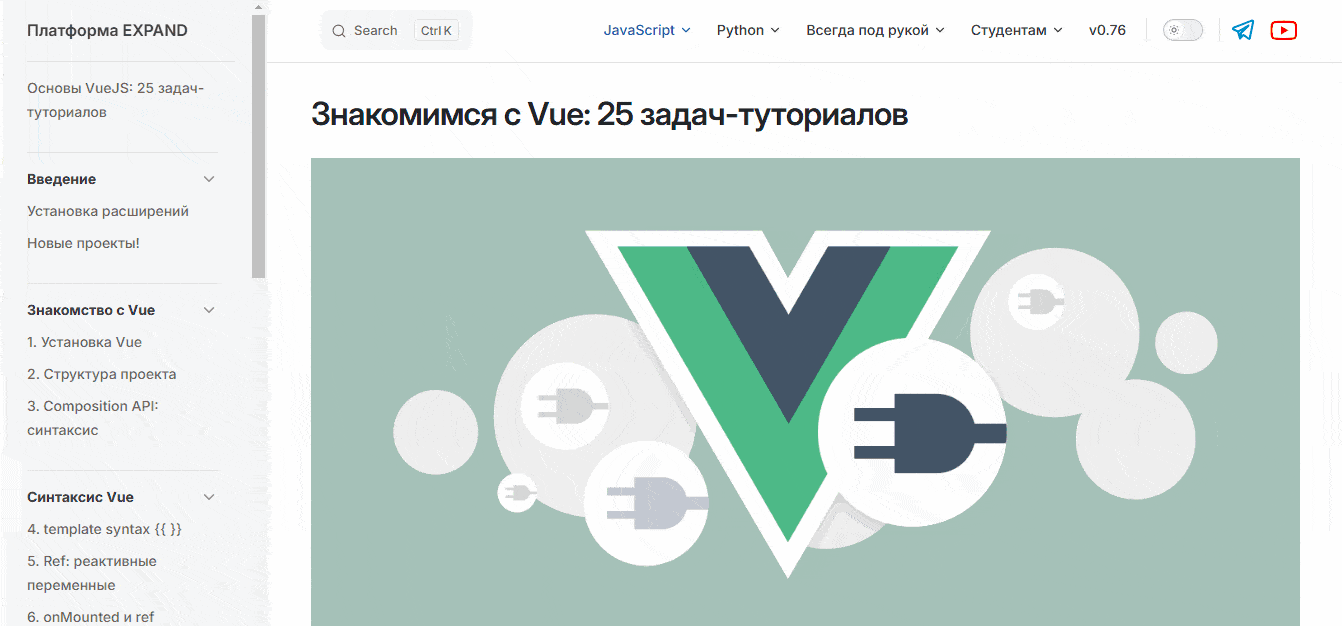 Платформа EXPAND
Search
Ctrl K
JavaScript
Python
Всегда под рукой
Студентам
v0.76
Основы VueJS: 25 задач-
туториалов
Введение
Установка расширений
Новые проекты!
Знакомство с Vue
1. Установка Vue
2. Структура проекта
3. Composition API:
синтаксис
Синтаксис Vue
4. template syntax {{ }}
5. Ref: реактивные
переменные
6. onMounted и ref
Знакомимся с Vue: 25 задач-туториалов